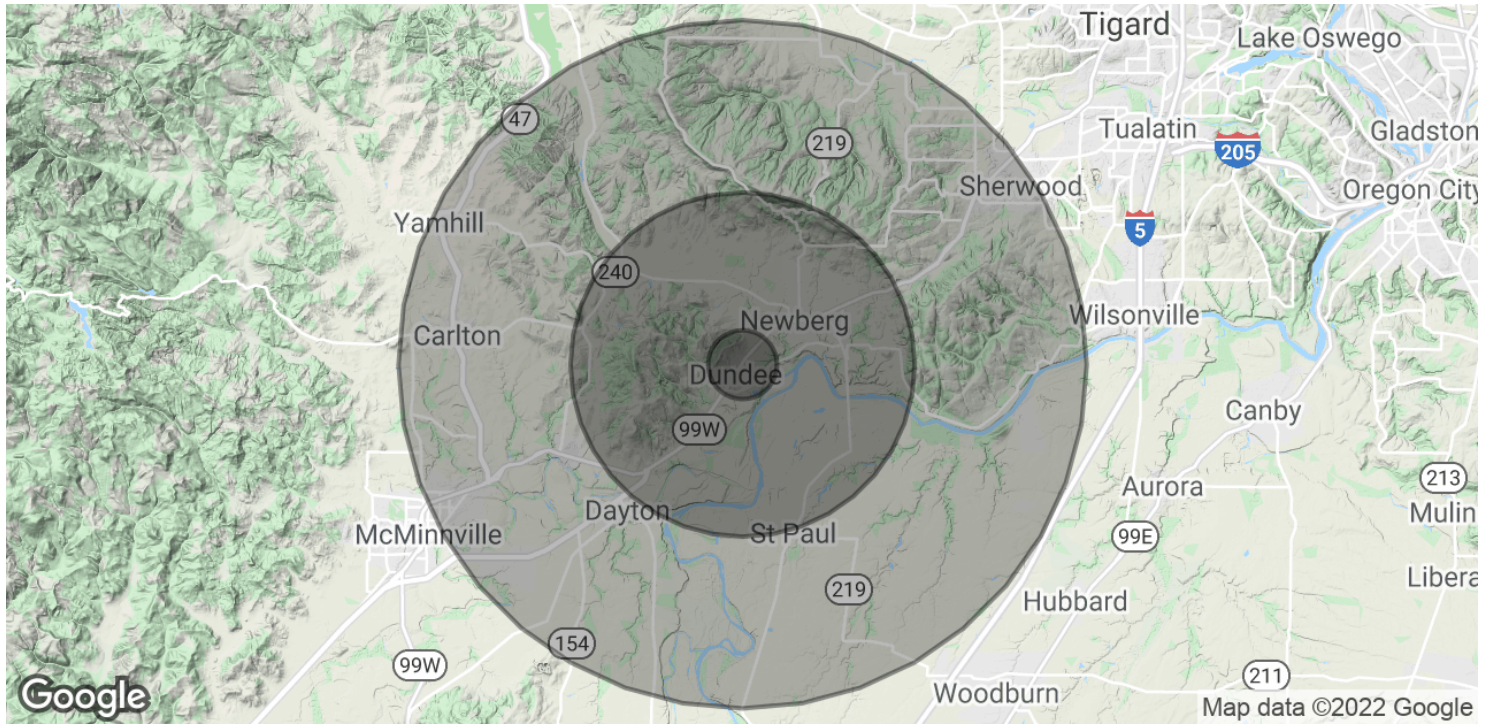 Tigard
Lake Oswego
47
219
Tualatin
Gladston
205
Sherwood
Oregon City
Yamhill
5
240
Newberg
Wilsonville
Carlton
Dundee
99W
Canby
213
Aurora
Dayton
Mulin
McMinnville
St Paul
99E
219
Libera
Hubbard
154
99W
211
Woodburn
Google
Map data ©2022 Google